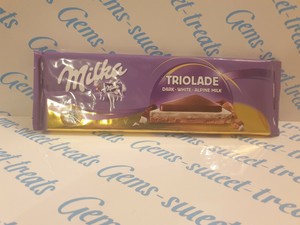 Gems-sweet-treats
Gems-sweet-treats
Milka
TRIOLADE
DARK · WHITE · ALPINE MILK
Gems-sweet-treats
Gems-sweet-treats